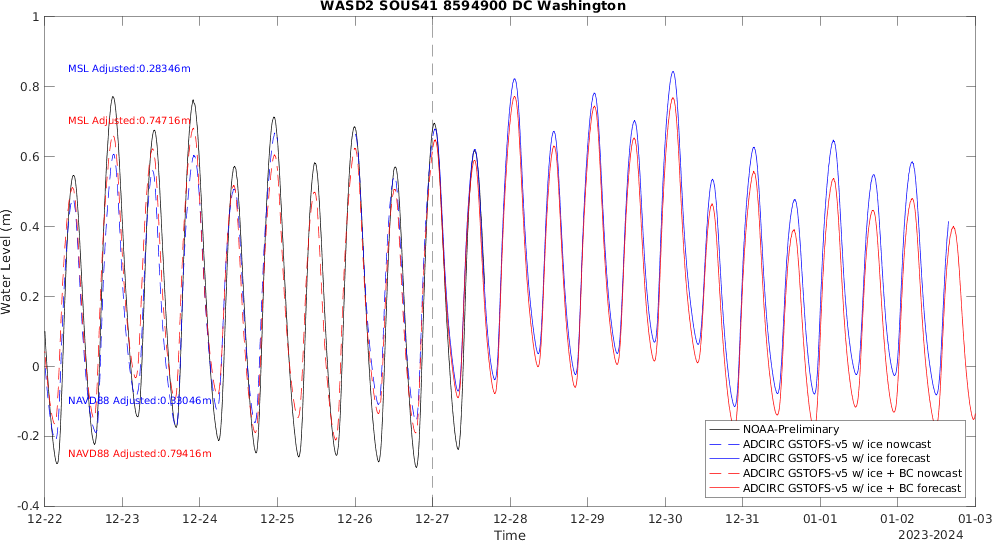 WASD2 SOUS41 8594900 DC Washington
1
0.8
0.6
0.4
0.2
0
-0.2
-0.4
Water Level (m)
MSL Adjusted:0.28346m
MSL Adjusted:0.74716m
NAVD88 Adjusted:0.33046m
NAVD88 Adjusted:0.79416m
NOAA-Preliminary
ADCIRC GSTOFS-v5 w/ ice nowcast
ADCIRC GSTOFS-v5 w/ ice forecast
ADCIRC GSTOFS-v5 w/ ice + BC nowcast
ADCIRC GSTOFS-v5 w/ ice + BC forecast
12-22 12-23 12-24 12-25 12-26 12-27 12-28 12-29 12-30 12-31 01-01 01-02 01-03
Time
2023-2024